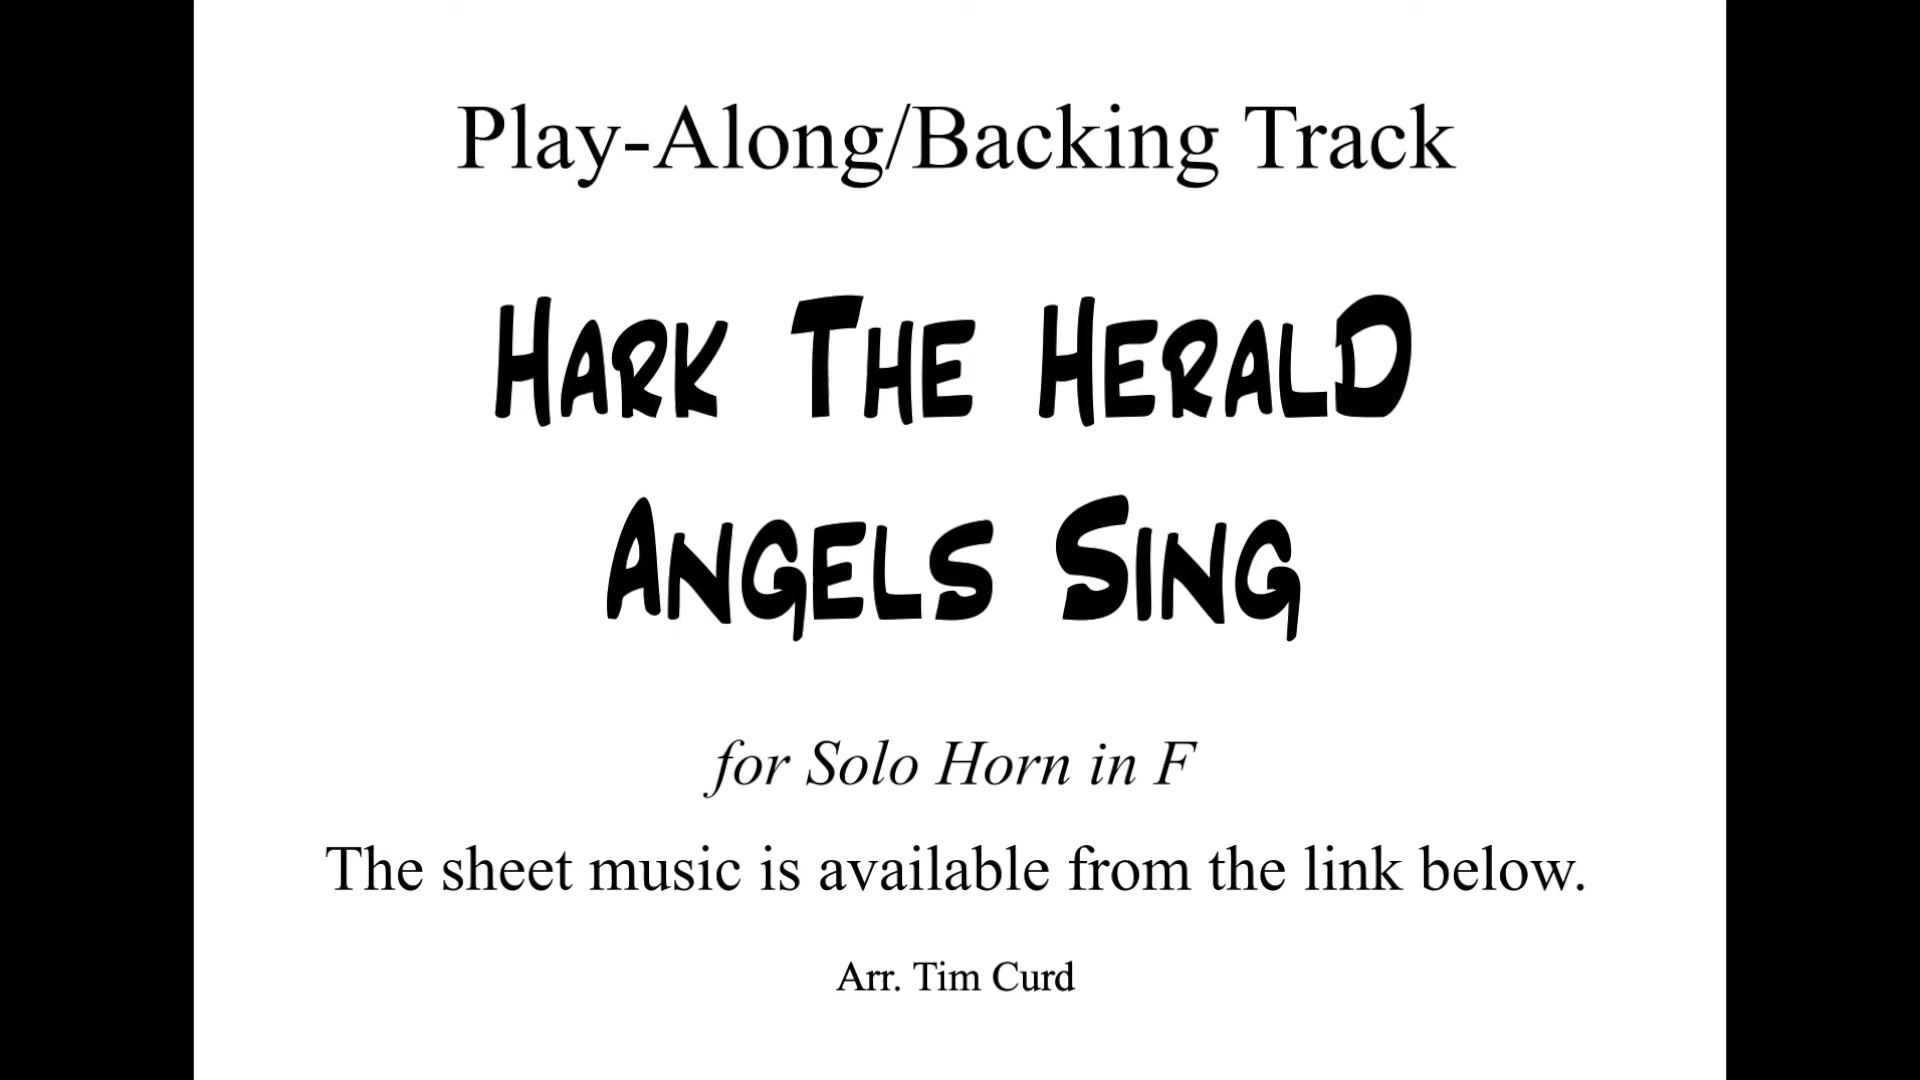 Play-Along/Backing Track
Hark The Herald
Angels Sing
for Solo Horn in F
The sheet music is available from the link below.
Arr. Tim Curd